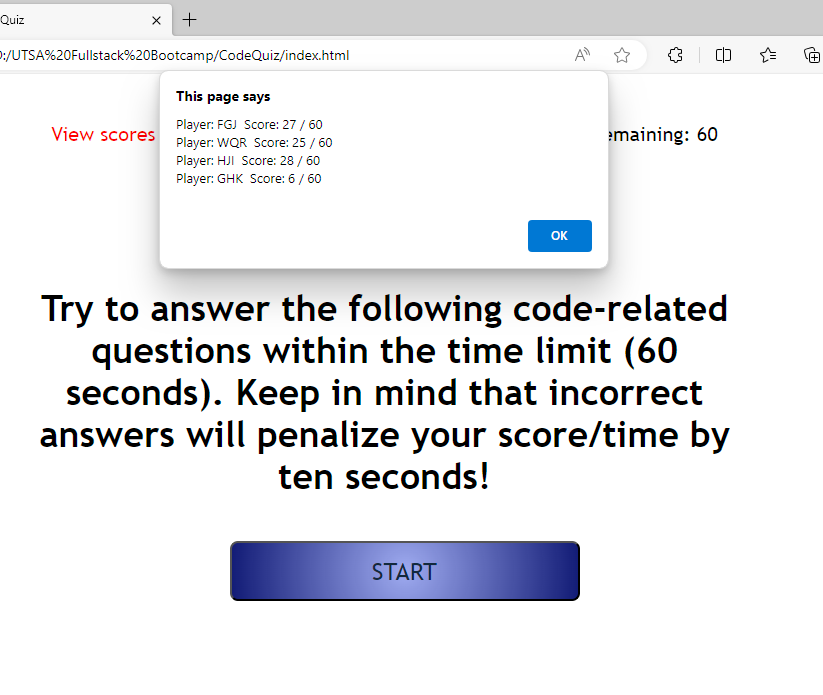 Quiz
:/UTSA%20Fullstack%20Bootcamp/CodeQuiz/index.html
This page says
Player: FGJ Score: 27 / 60
Player: WQR Score: 25 / 60
Player: HJI Score: 28 / 60
Player: GHK Score: 6 / 60
OK
View scores
emaining: 60
Try to answer the following code-related
questions within the time limit (60
seconds). Keep in mind that incorrect
answers will penalize your score/time by
ten seconds!
START